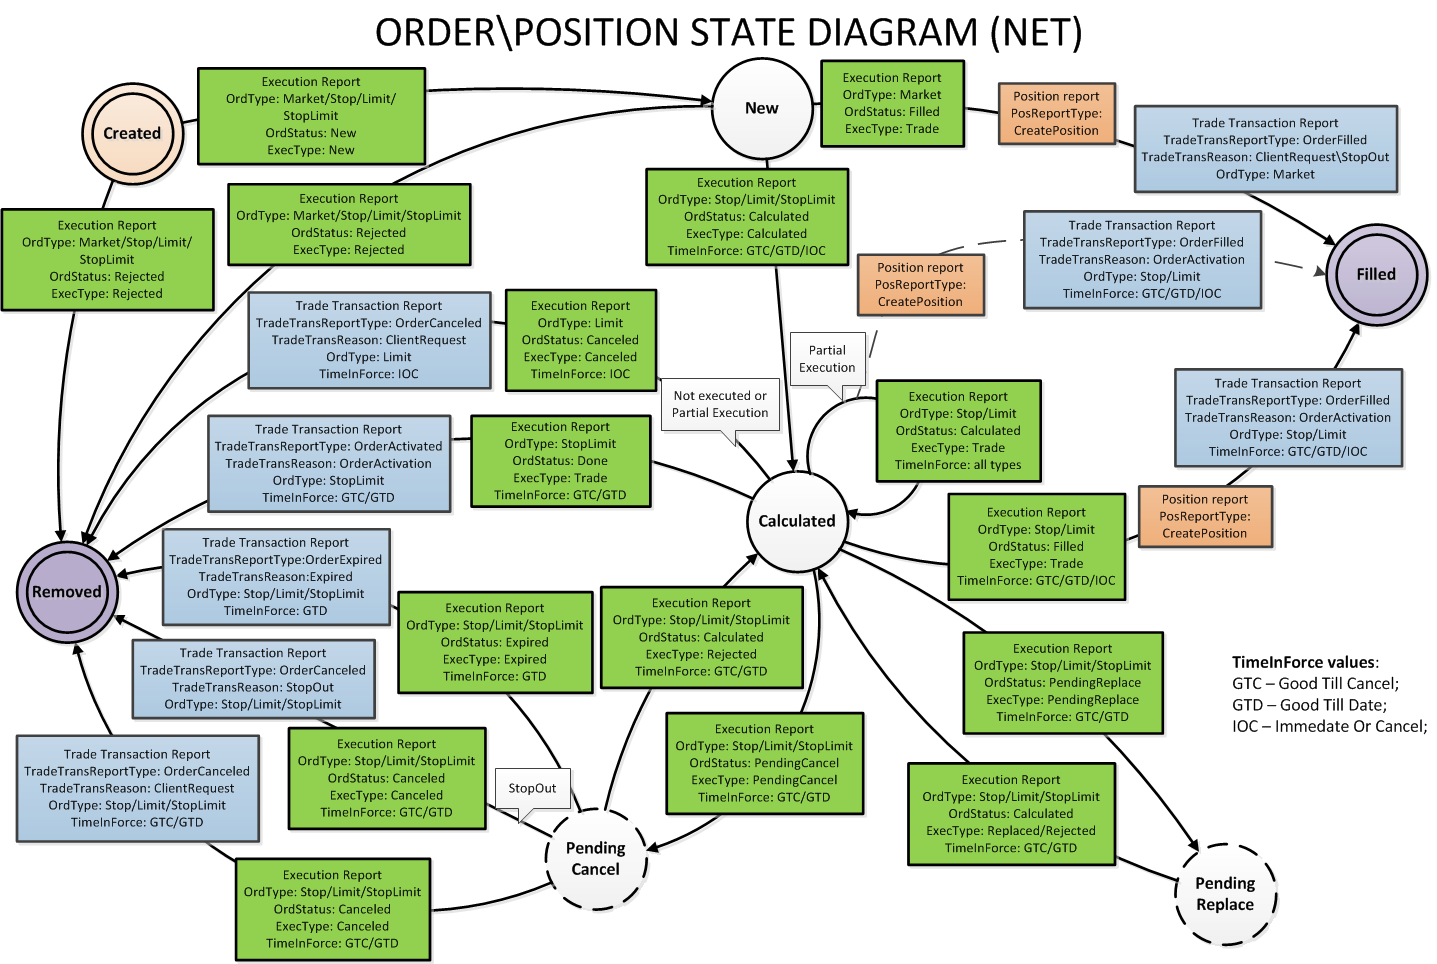 ORDER\POSITION STATE DIAGRAM (NET)
Created
Execution Report
OrdType: Market/Stop/Limit/
StopLimit
OrdStatus: New
ExecType: New
New
Execution Report
OrdType: Market
OrdStatus: Filled
ExecType: Trade
Position report
PosReportType:
CreatePosition
Trade Transaction Report
TradeTransReportType: OrderFilled
TradeTransReason: ClientRequest\StopOut
OrdType: Market
Execution Report
OrdType: Market/Stop/Limit/
StopLimit
OrdStatus: Rejected
ExecType: Rejected
Execution Report
OrdType: Market/Stop/Limit/StopLimit
OrdStatus: Rejected
ExecType: Rejected
Execution Report
OrdType: Stop/Limit/StopLimit
OrdStatus: Calculated
ExecType: Calculated
TimeInForce: GTC/GTD/IOC
Position report
PosReportType:
CreatePosition
Trade Transaction Report
TradeTransReportType: OrderFilled
TradeTransReason: OrderActivation
OrdType: Stop/Limit
TimeInForce: GTC/GTD/IOC
Filled
Trade Transaction Report
TradeTransReportType: OrderCanceled
TradeTransReason: ClientRequest
OrdType: Limit
TimeInForce: IOC
Execution Report
OrdType: Limit
OrdStatus: Canceled
ExecType: Canceled
TimeInForce: IOC
Not executed or
Partial Execution
Partial
Execution
Execution Report
OrdType: Stop/Limit
OrdStatus: Calculated
ExecType: Trade
TimeInForce: all types
Trade Transaction Report
TradeTransReportType: OrderFilled
TradeTransReason: OrderActivation
OrdType: Stop/Limit
TimeInForce: GTC/GTD/IOC
Trade Transaction Report
TradeTransReportType: OrderActivated
TradeTransReason: OrderActivation
OrdType: StopLimit
TimeInForce: GTC/GTD
Execution Report
OrdType: StopLimit
OrdStatus: Done
ExecType: Trade
TimeInForce: GTC/GTD
Calculated
Execution Report
OrdType: Stop/Limit
OrdStatus: Filled
ExecType: Trade
TimeInForce: GTC/GTD/IOC
Position report
PosReportType:
CreatePosition
Removed
Trade Transaction Report
TradeTransReportType:OrderExpired
TradeTransReason:Expired
OrdType: Stop/Limit/StopLimit
TimeInForce: GTD
Execution Report
OrdType: Stop/Limit/StopLimit
OrdStatus: Expired
ExecType: Expired
TimeInForce: GTD
Execution Report
OrdType: Stop/Limit/StopLimit
OrdStatus: Calculated
ExecType: Rejected
TimeInForce: GTC/GTD
Execution Report
OrdType: Stop/Limit/StopLimit
OrdStatus: PendingReplace
ExecType: PendingReplace
TimeInForce: GTC/GTD
TimeInForce values:
GTC – Good Till Cancel;
GTD – Good Till Date;
IOC – Immedate Or Cancel;
Trade Transaction Report
TradeTransReportType: OrderCanceled
TradeTransReason: StopOut
OrdType: Stop/Limit/StopLimit
Execution Report
OrdType: Stop/Limit/StopLimit
OrdStatus: Canceled
ExecType: Canceled
TimeInForce: GTC/GTD
StopOut
Execution Report
OrdType: Stop/Limit/StopLimit
OrdStatus: PendingCancel
ExecType: PendingCancel
TimeInForce: GTC/GTD
Execution Report
OrdType: Stop/Limit/StopLimit
OrdStatus: Calculated
ExecType: Replaced/Rejected
TimeInForce: GTC/GTD
Trade Transaction Report
TradeTransReportType: OrderCanceled
TradeTransReason: ClientRequest
OrdType: Stop/Limit/StopLimit
TimeInForce: GTC/GTD
Execution Report
OrdType: Stop/Limit/StopLimit
OrdStatus: Canceled
ExecType: Canceled
TimeInForce: GTC/GTD
Pending
Cancel
Pending
Replace